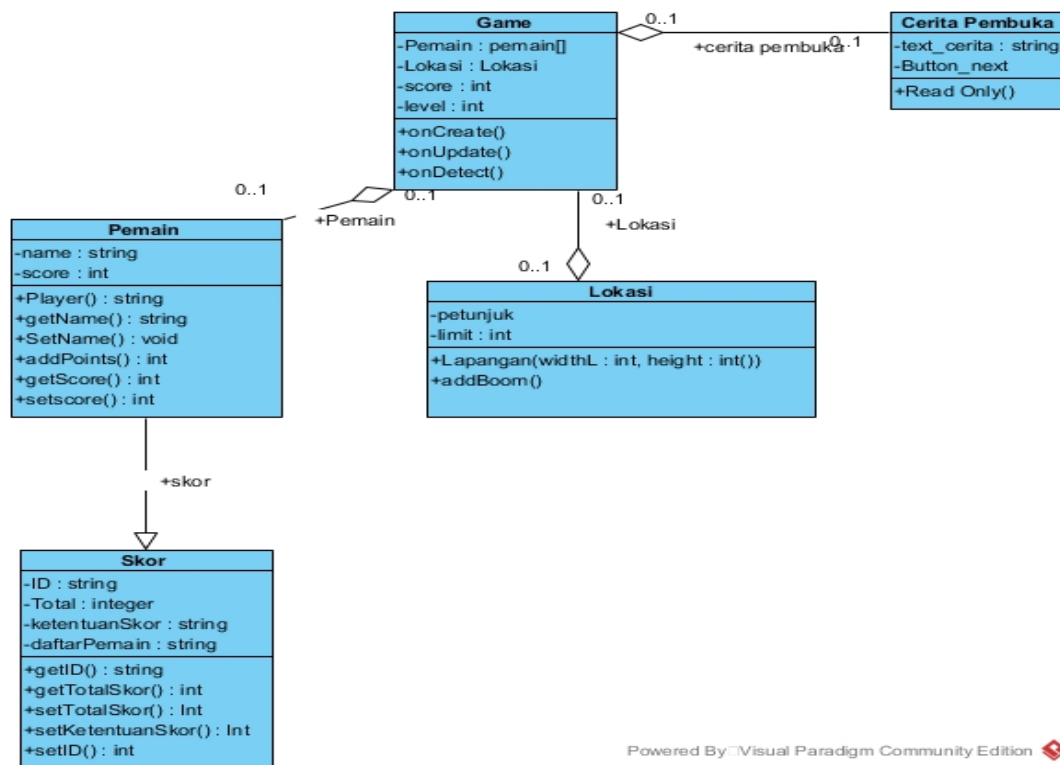 Game
-Pemain : pemain[]
-Lokasi : Lokasi
-score : int
-level : int
+onCreate()
+onUpdate()
+onDetect()
0..1
+cerita pembuka
0..1
Cerita Pembuka
-text_cerita : string
-Button_next
+Read Only()
0..1
0..1
+Pemain
0..1
+Lokasi
0..1
Pemain
-name : string
-score : int
+Player() : string
+getName() : string
+SetName() : void
+addPoints() : int
+getScore() : int
+setscore() : int
Lokasi
-petunjuk
-limit : int
+Lapangan(widthL : int, height : int())
+addBoom()
+skor
Skor
-ID : string
-Total : integer
-ketentuanSkor : string
-daftarPemain : string
+getID() : string
+getTotalSkor() : int
+setTotalSkor() : Int
+setKetentuanSkor() : Int
+setID() : int
Powered By Visual Paradigm Community Edition